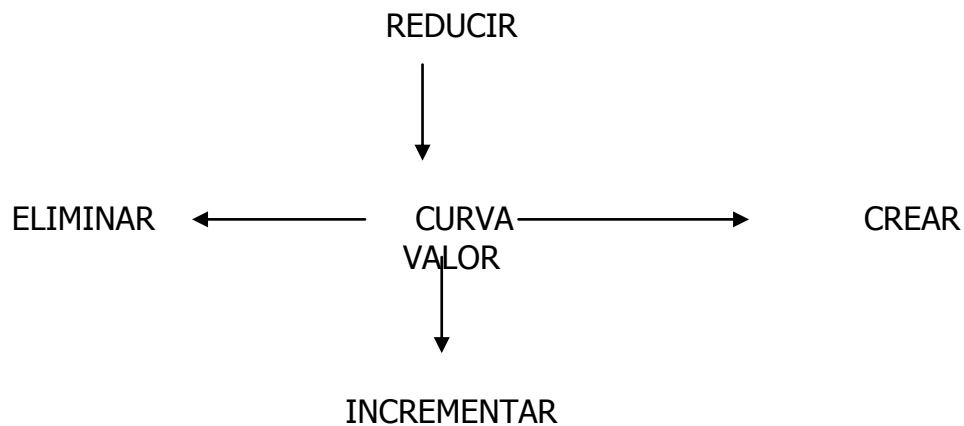 REDUCIR
ELIMINAR
CURVA
VALOR
CREAR
INCREMENTAR